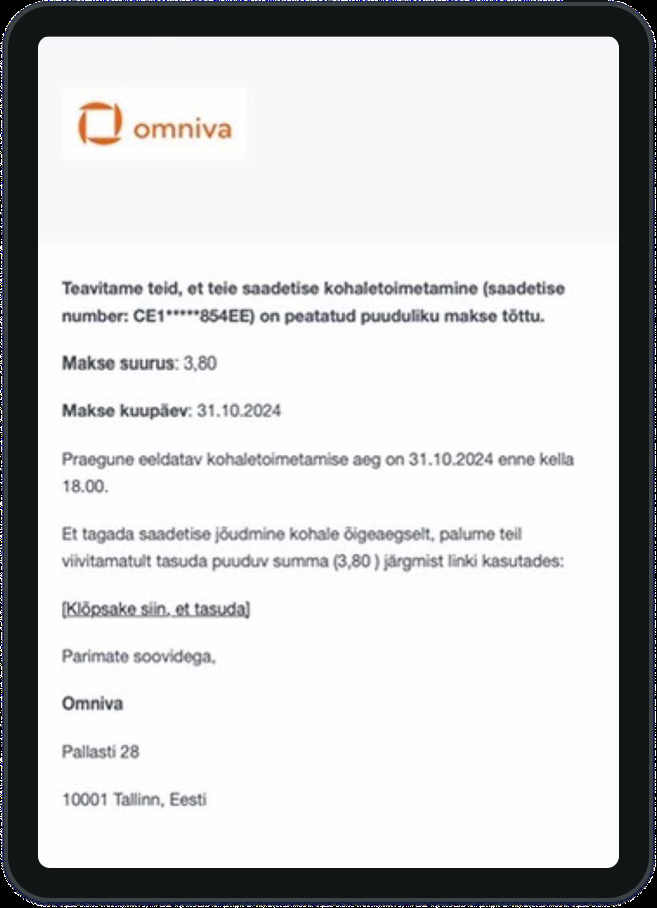 omniva
Teavitame teid, et teie saadetise kohaletoimetamine (saadetise
number: CE1*****854EE) on peatatud puuduliku makse tõttu.
Makse suurus: 3,80
Makse kuupäev: 31.10.2024
Praegune eeldatav kohaletoimetamise aeg on 31.10.2024 enne kella
18.00.
Et tagada saadetise jõudmine kohale õigeaegselt, palume teil
viivitamatult tasuda puuduv summa (3,80 ) järgmist linki kasutades:
[Klõpsake siin, et tasuda]
Parimate soovidega,
Omniva
Pallasti 28
10001 Tallinn, Eesti